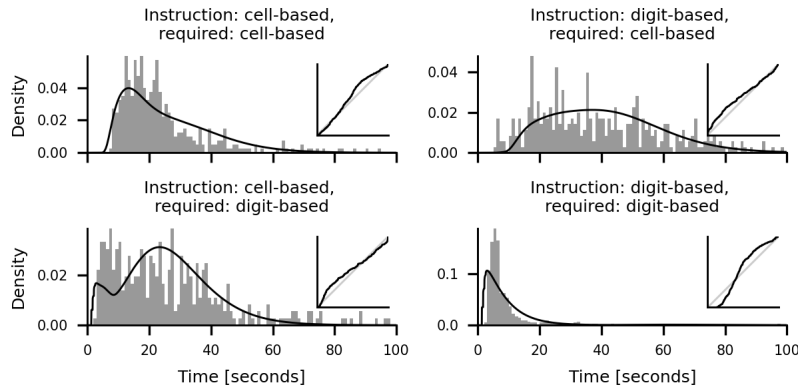 Instruction: cell-based,
required: cell-based
Instruction: digit-based,
required: cell-based
Density
0.04
0.02
0.00
0.04
0.02
0.00
Instruction: cell-based,
required: digit-based
Instruction: digit-based,
required: digit-based
Density
0.02
0.00
0.1
0.0
0 20 40 60 80 100
0 20 40 60 80 100
Time [seconds]
Time [seconds]